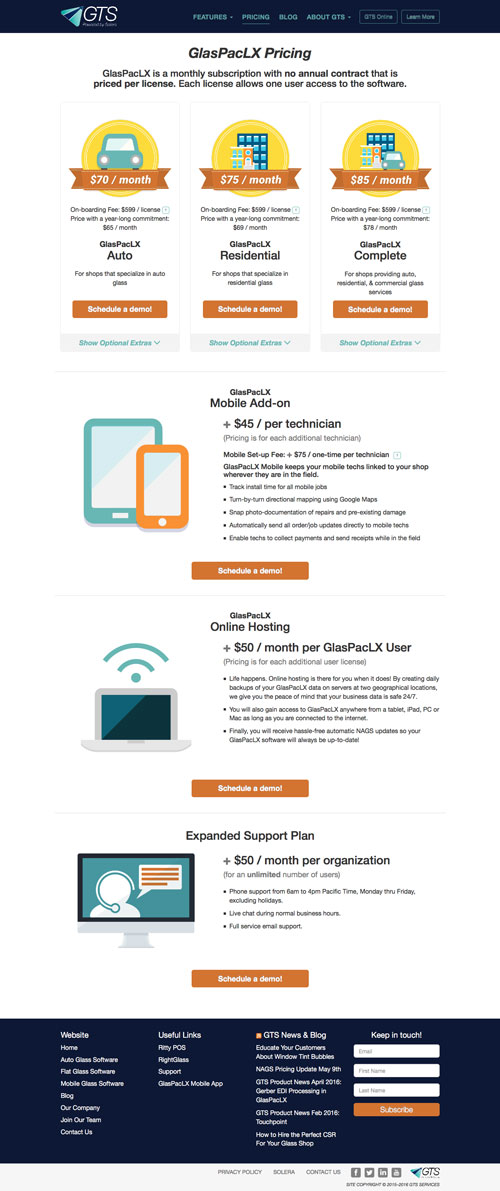 GTS
Powered by Solera
FEATURES
PRICING
BLOG
ABOUT GTS
GTS Online
Learn More
GlasPacLX Pricing
GlasPacLX is a monthly subscription with no annual contract that is
priced per license. Each license allows one user access to the software.
$70 / month
On-boarding Fee: $599 / license ?
Price with a year-long commitment:
$65 / month
GlasPacLX
Auto
For shops that specialize in auto
glass
Schedule a demo!
Show Optional Extras
$75 / month
On-boarding Fee: $599 / license ?
Price with a year-long commitment:
$69 / month
GlasPacLX
Residential
For shops that specialize in
residential glass
Schedule a demo!
Show Optional Extras
$85 / month
On-boarding Fee: $599 / license ?
Price with a year-long commitment:
$78 / month
GlasPacLX
Complete
For shops providing auto,
residential, & commercial glass
services
Schedule a demo!
Show Optional Extras
GlasPacLX
Mobile Add-on
+ $45 / per technician
(Pricing is for each additional technician)
Mobile Set-up Fee: + $75 / one-time per technician ?
GlasPacLX Mobile keeps your mobile techs linked to your shop
wherever they are in the field.
Track install time for all mobile jobs
Turn-by-turn directional mapping using Google Maps
Snap photo-documentation of repairs and pre-existing damage
Automatically send all order/job updates directly to mobile techs
Enable techs to collect payments and send receipts while in the field
Schedule a demo!
GlasPacLX
Online Hosting
+ $50 / month per GlasPacLX User
(Pricing is for each additional user license)
Life happens. Online hosting is there for you when it does! By creating daily
backups of your GlasPacLX data on servers at two geographical locations,
we give you the peace of mind that your business data is safe 24/7.
You will also gain access to GlasPacLX anywhere from a tablet, iPad, PC or
Mac as long as you are connected to the internet.
Finally, you will receive hassle-free automatic NAGS updates so your
GlasPacLX software will always be up-to-date!
Schedule a demo!
Expanded Support Plan
+ $50 / month per organization
(for an unlimited number of users)
Phone support from 6am to 4pm Pacific Time, Monday thru Friday,
excluding holidays.
Live chat during normal business hours.
Full service email support.
Schedule a demo!
Website
Home
Auto Glass Software
Flat Glass Software
Mobile Glass Software
Blog
Our Company
Join Our Team
Contact Us
Useful Links
Ritty POS
RightGlass
Support
GlasPacLX Mobile App
GTS News & Blog
Educate Your Customers
About Window Tint Bubbles
NAGS Pricing Update May 9th
GTS Product News April 2016:
Gerber EDI Processing in
GlasPacLX
GTS Product News Feb 2016:
Touchpoint
How to Hire the Perfect CSR
For Your Glass Shop
Keep in touch!
Email
First Name
Last Name
Subscribe
PRIVACY POLICY
SOLERA
CONTACT US
GTS
SITE COPYRIGHT © 2015-2016 GTS SERVICES